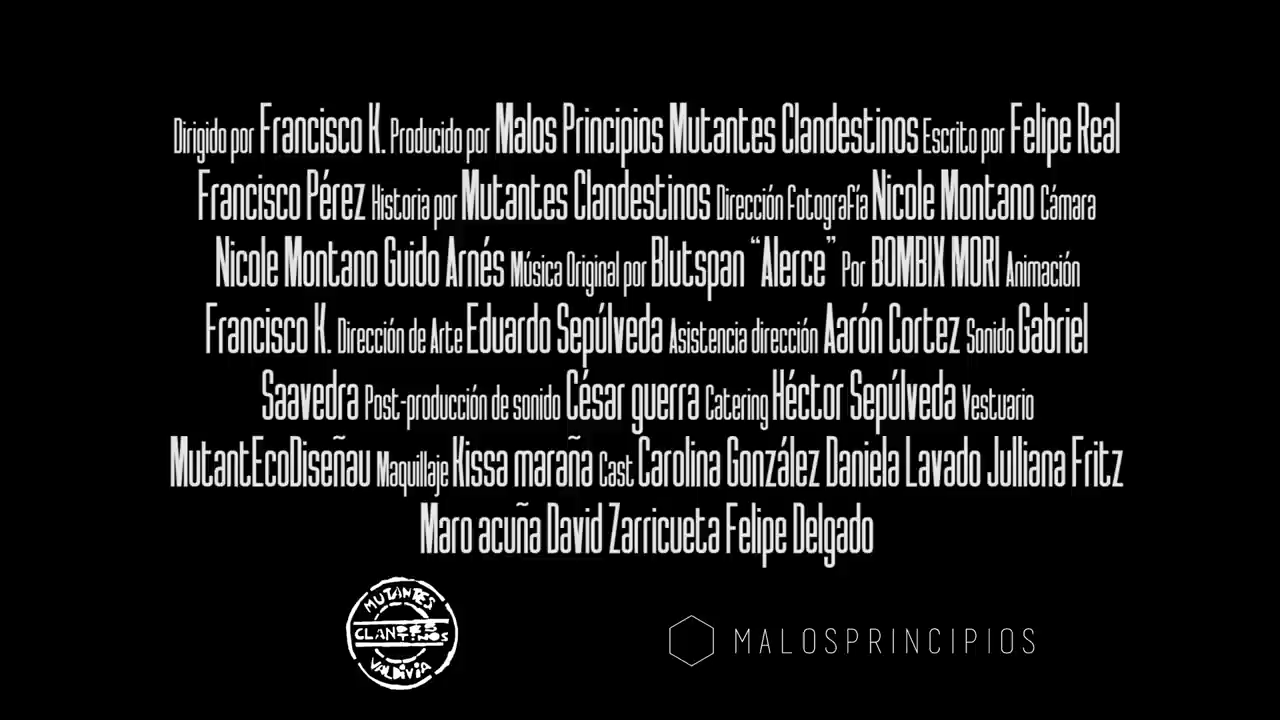 Dirigido por Francisco K. Producido por Malos Principios Mutantes Clandestinos Escrito por Felipe Real
Francisco Pérez Historia por Mutantes Clandestinos Dirección fotografía Nicole Montano Cámara
Nicole Montano Guido Arnés Música Original por Blutspan “Alerce” Por BOMBIX MORI Animación
Francisco K. Dirección de Arte Eduardo Sepúlveda Asistencia dirección Aarón Cortez Sonido Gabriel
Saavedra Post-producción de sonido César guerra Catering Héctor Sepúlveda Vestuario
MutantEcoDiseñau Maquillaje Kissa maraña Cast Carolina González Daniela Lavado Julliana Fritz
Maro acuña David Zarricueta Felipe Delgado
MUTANTES
CLANDESTINOS
VALDIVIA
MALOSPRINCIPIOS